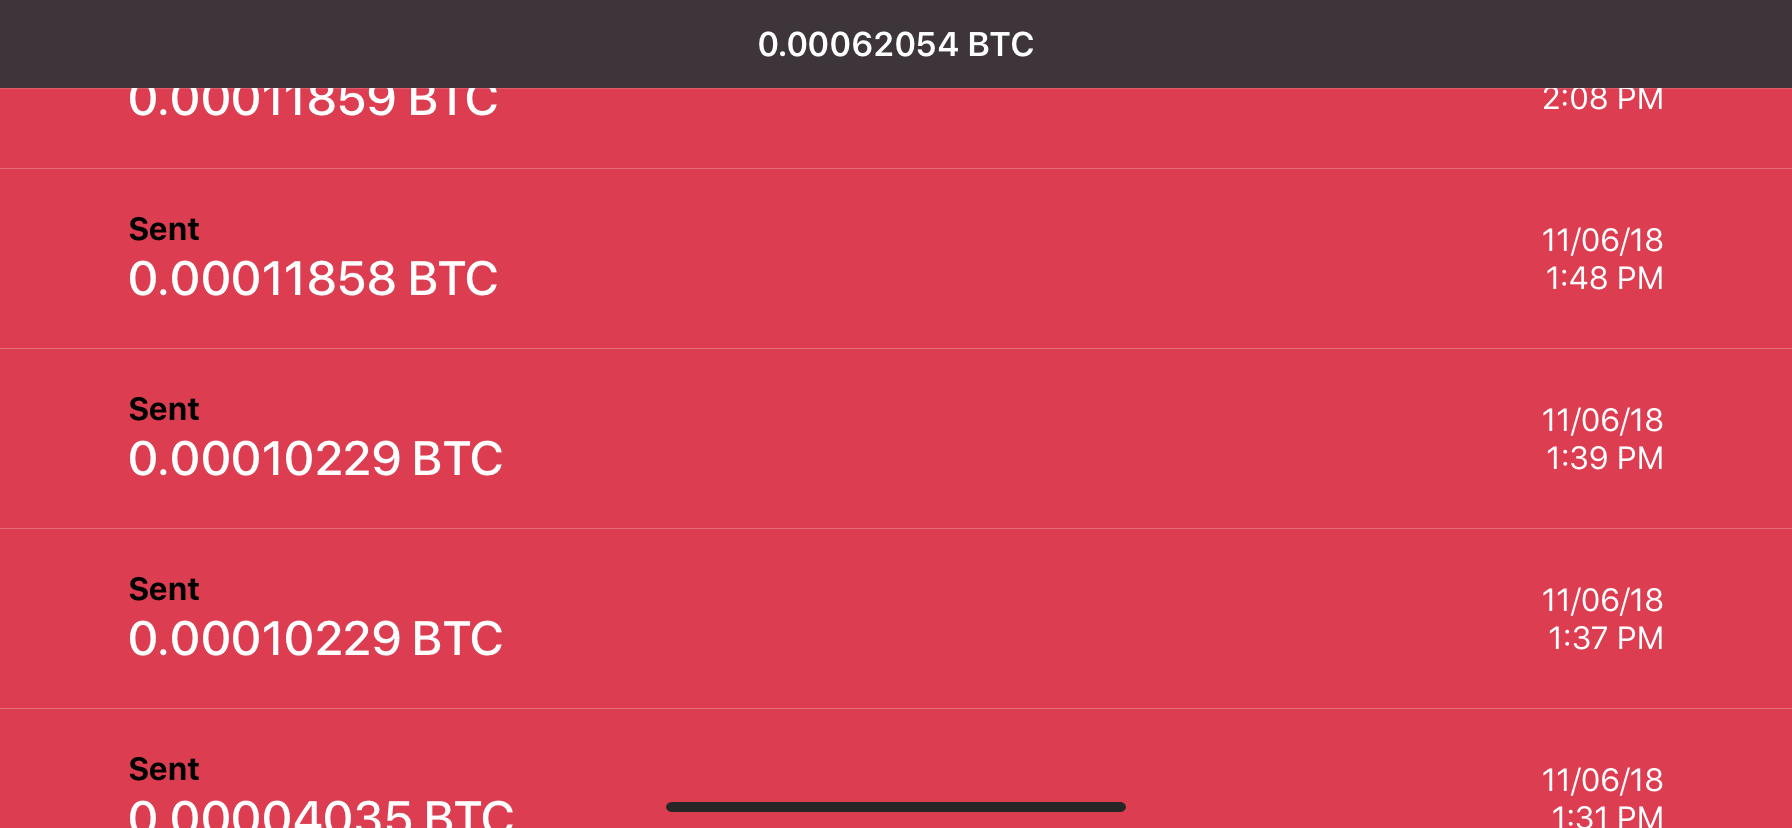 0.00062054 BTC
0.00011859 BTC
2:08 PM
Sent
0.00011858 BTC
11/06/18
1:48 PM
Sent
0.00010229 BTC
11/06/18
1:39 PM
Sent
0.00010229 BTC
11/06/18
1:37 PM
Sent
0.00004035 BTC
11/06/18
1:31 PM